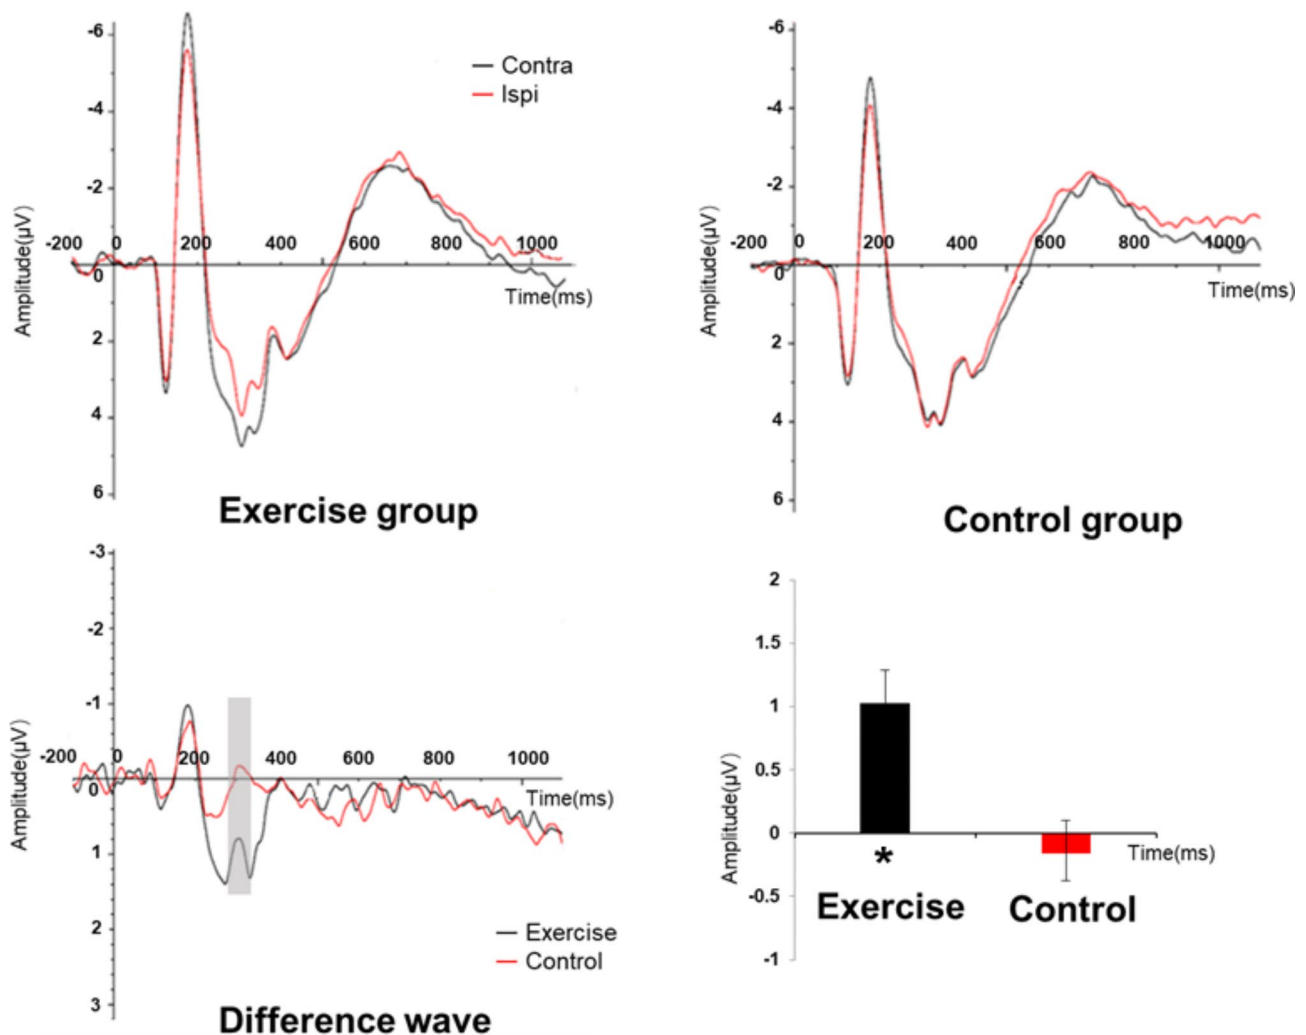 -6
-4
-2
0
2
4
6
-200 0 200 400 600 800 1000
Amplitude(μV)
Time(ms)
Contra
Ispi
Exercise group
-6
-4
-2
0
2
4
6
-200 0 200 400 600 800 1000
Amplitude(μV)
Time(ms)
Control group
-3
-2
-1
0
1
2
3
-200 0 200 400 600 800 1000
Amplitude(μV)
Time(ms)
Exercise
Control
Difference wave
2
1.5
1
0.5
0
-0.5
-1
Amplitude(μV)
Time(ms)
*
Exercise Control